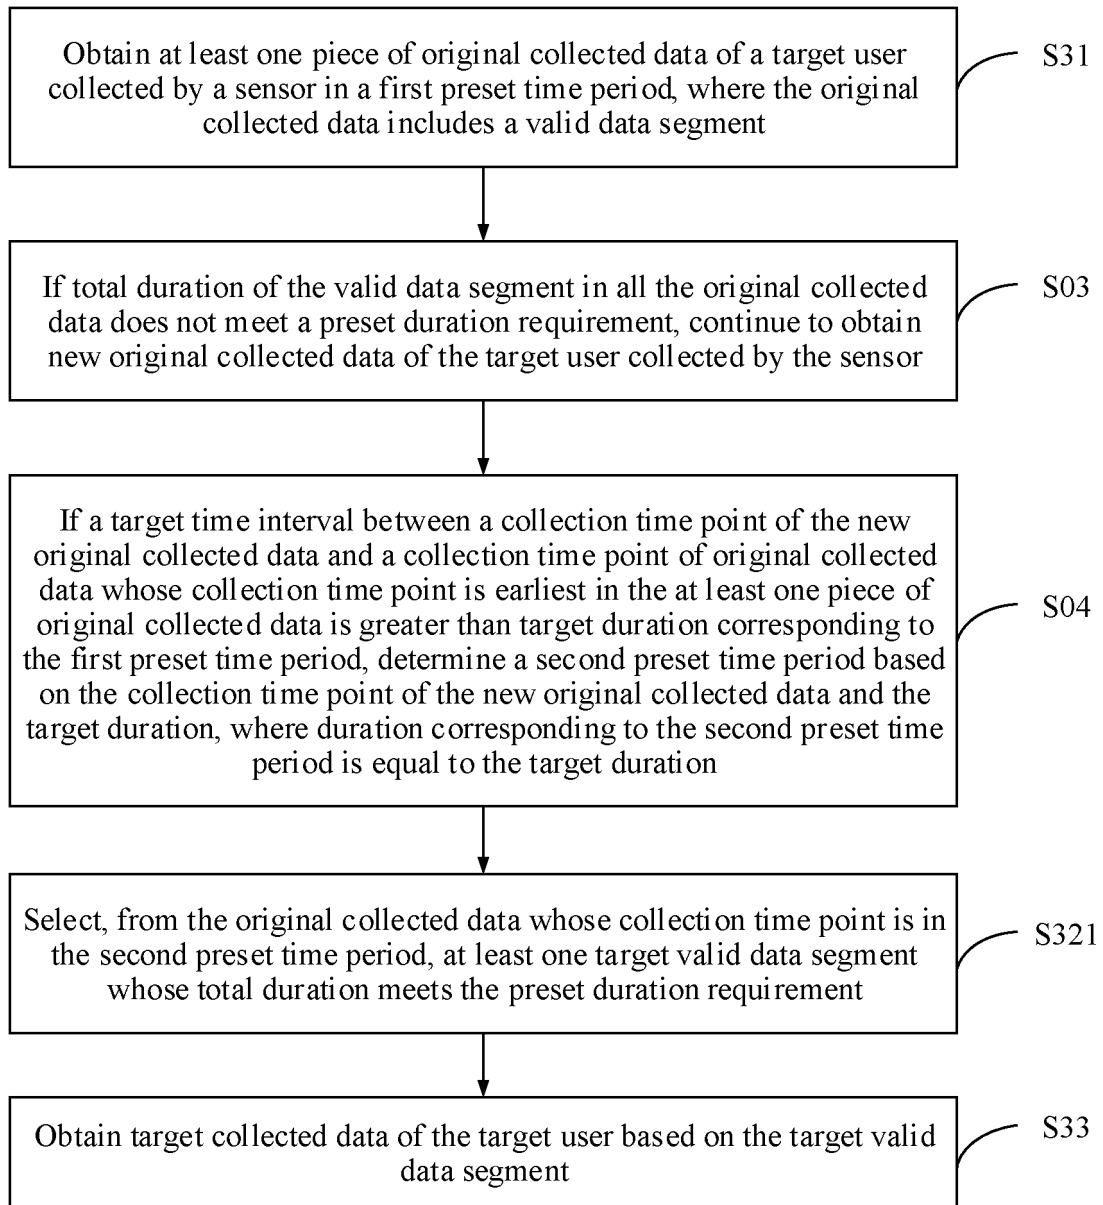 Obtain at least one piece of original collected data of a target user
collected by a sensor in a first preset time period, where the original
collected data includes a valid data segment
S31
If total duration of the valid data segment in all the original collected
data does not meet a preset duration requirement, continue to obtain
new original collected data of the target user collected by the sensor
S03
If a target time interval between a collection time point of the new
original collected data and a collection time point of original collected
data whose collection time point is earliest in the at least one piece of
original collected data is greater than target duration corresponding to
the first preset time period, determine a second preset time period based
on the collection time point of the new original collected data and the
target duration, where duration corresponding to the second preset time
period is equal to the target duration
S04
Select, from the original collected data whose collection time point is in
the second preset time period, at least one target valid data segment
whose total duration meets the preset duration requirement
S321
Obtain target collected data of the target user based on the target valid
data segment
S33